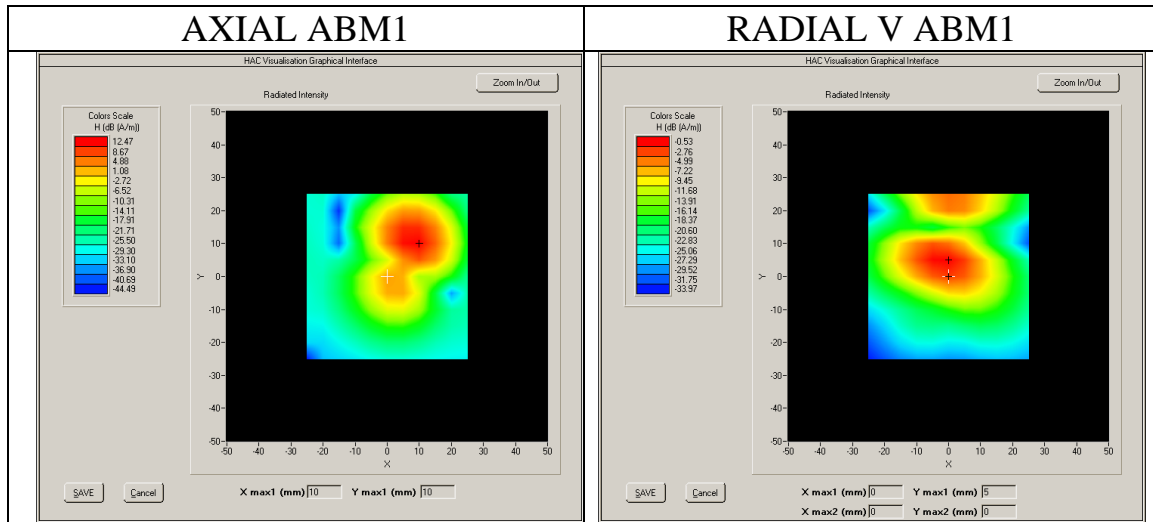 AXIAL ABM1
HAC Visualisation Graphical Interface
Zoom In/Out
Radiated Intensity
Colors Scale
H (dB (A/m))
12.47
8.67
4.88
1.08
-2.72
-6.52
-10.31
-14.11
-17.91
-21.71
-25.50
-29.30
-33.10
-36.90
-40.69
-44.49
50
40
30
20
10
0
-10
-20
-30
-40
-50
Y
-50 -40 -30 -20 -10 0 10 20 30 40 50
X
SAVE Cancel X max1 (mm) 10 Y max1 (mm) 10
RADIAL V ABM1
HAC Visualisation Graphical Interface
Zoom In/Out
Radiated Intensity
Colors Scale
H (dB (A/m))
-0.53
-2.76
-4.99
-7.22
-9.45
-11.68
-13.91
-16.14
-18.37
-20.60
-22.83
-25.06
-27.29
-29.52
-31.75
-33.97
50
40
30
20
10
0
-10
-20
-30
-40
-50
Y
-50 -40 -30 -20 -10 0 10 20 30 40 50
X
SAVE Cancel X max1 (mm) 0 Y max1 (mm) 5
X max2 (mm) 0 Y max2 (mm) 0